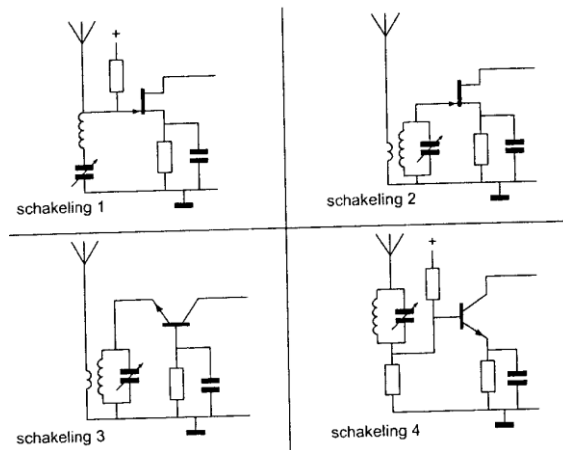 +
schakeling 1
schakeling 2
+
schakeling 3
schakeling 4